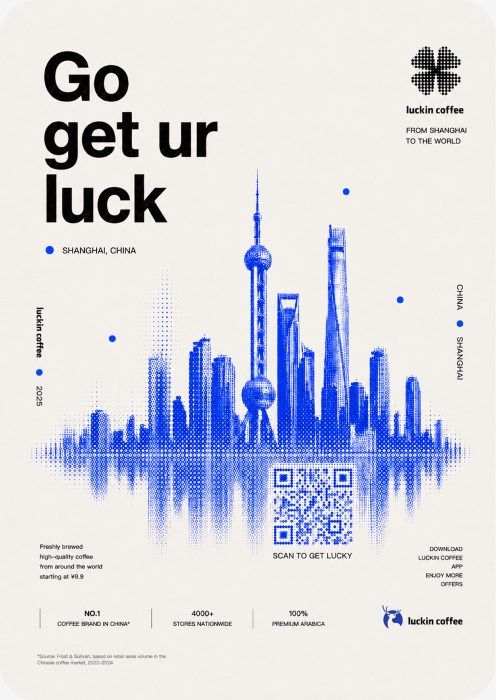 Go
get ur
luck
SHANGHAI, CHINA
luckin coffee
FROM SHANGHAI
TO THE WORLD
CHINA
SHANGHAI
luckin coffee
2025
SCAN TO GET LUCKY
Freshly brewed
high-quality coffee
from around the world
starting at ¥9.9
DOWNLOAD
LUCKIN COFFEE
APP
ENJOY MORE
OFFERS
NO.1
COFFEE BRAND IN CHINA*
4000+
STORES NATIONWIDE
100%
PREMIUM ARABICA
luckin coffee
*Source: Frost & Sullivan, based on retail sales volume in the
Chinese coffee market, 2022-2024